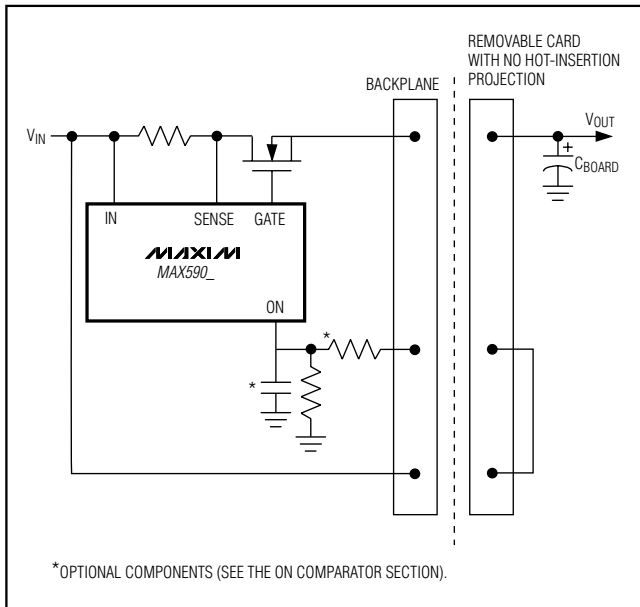 REMOVABLE CARD
WITH NO HOT-INSERTION
PROJECTION
BACKPLANE
VIN
VOUT
+
CBOARD
IN
SENSE
GATE
MAXIM
MAX590_
ON
*
*
*OPTIONAL COMPONENTS (SEE THE ON COMPARATOR SECTION).